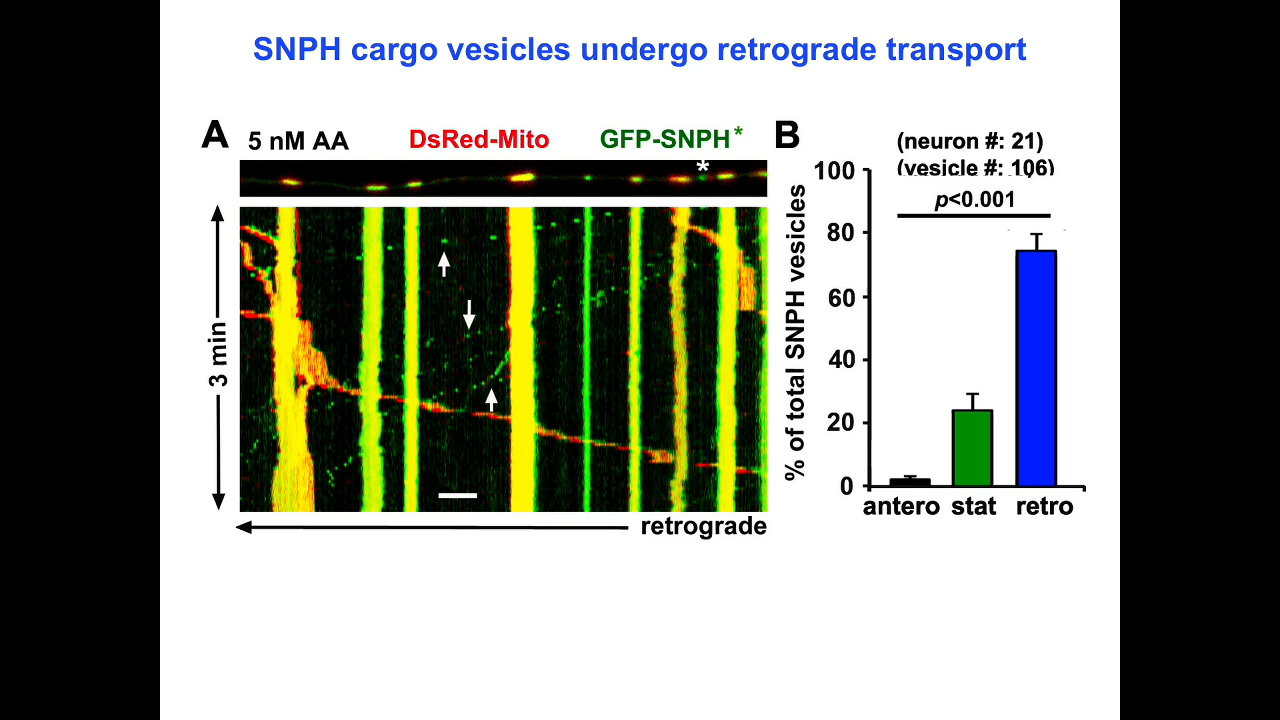 SNPH cargo vesicles undergo retrograde transport
A
5 nM AA
DsRed-Mito
GFP-SNPH*
*
3 min
retrograde
B
(neuron #: 21)
(vesicle #: 106)
p<0.001
% of total SNPH vesicles
100
80
60
40
20
0
antero stat retro